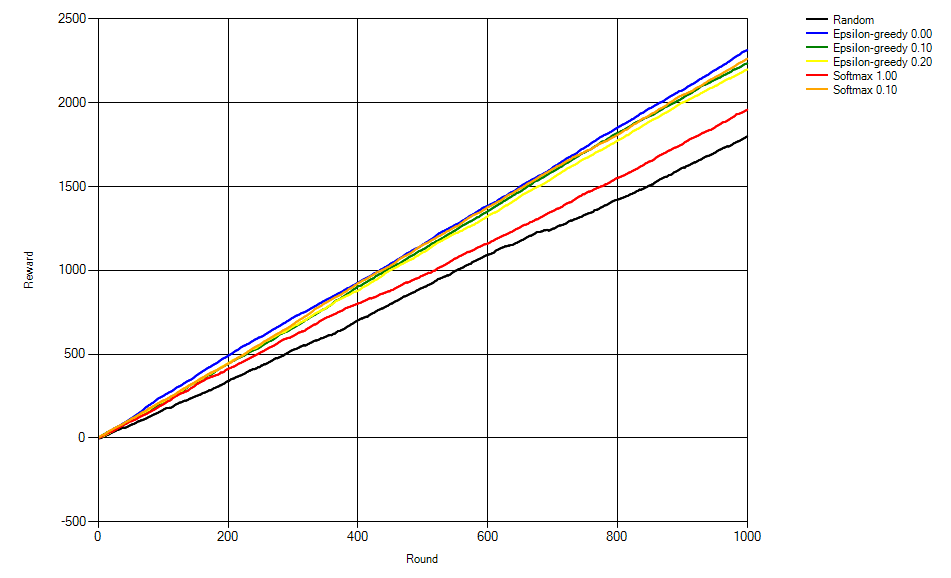 2500
2000
1500
1000
500
0
-500
Reward
0 200 400 600 800 1000
Round
Random
Epsilon-greedy 0.00
Epsilon-greedy 0.10
Epsilon-greedy 0.20
Softmax 1.00
Softmax 0.10